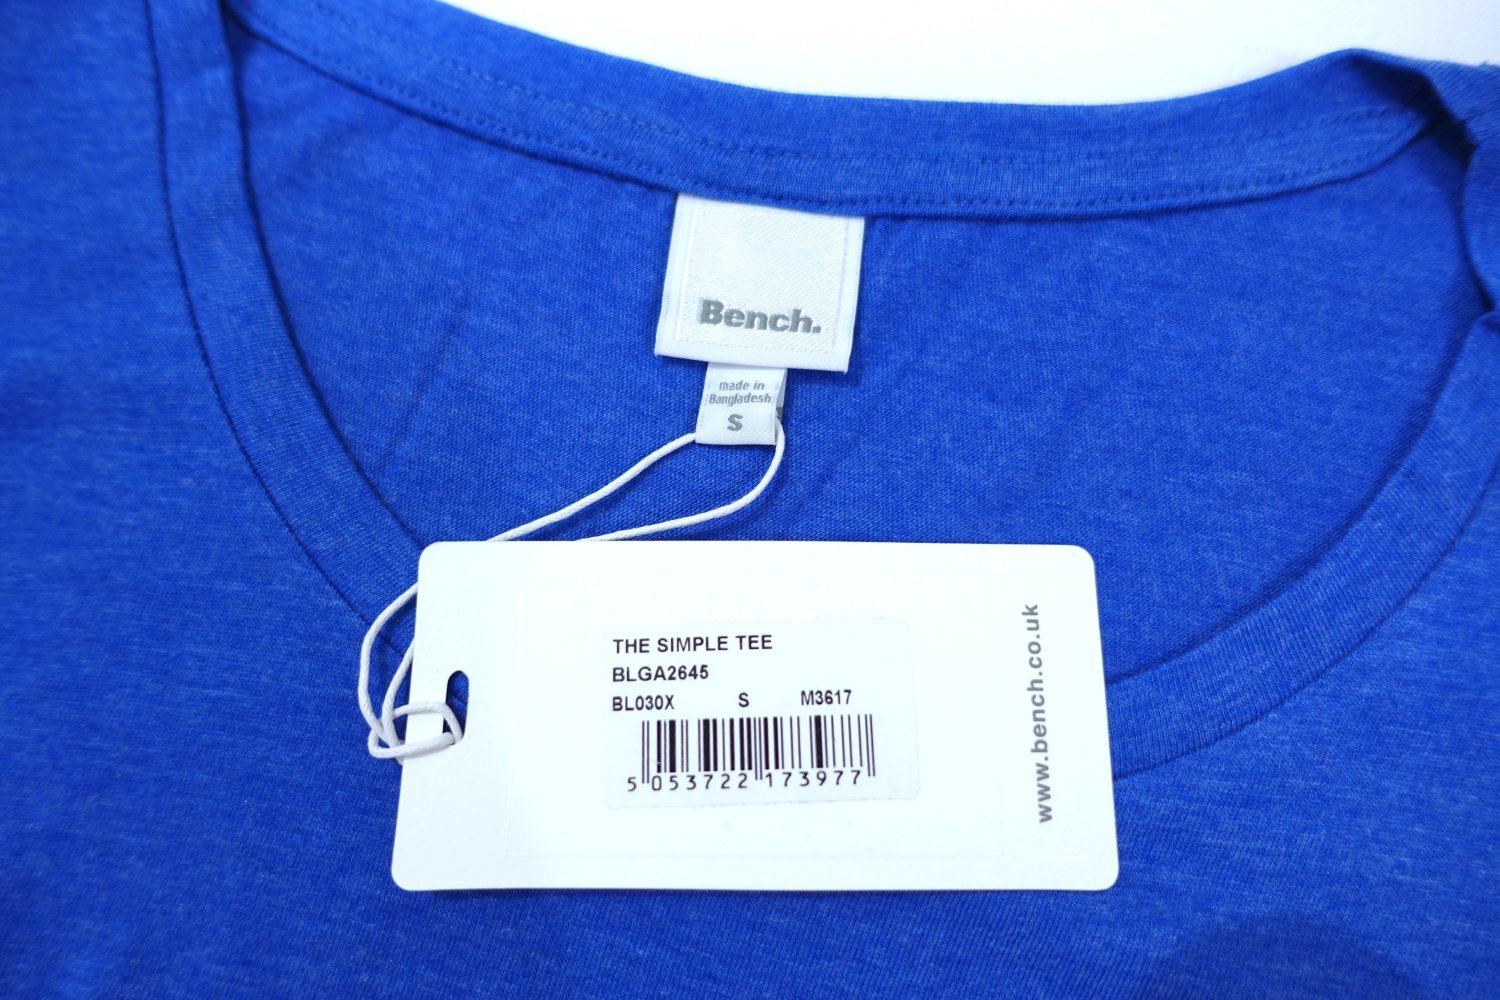 Bench.
made in
Bangladesh
S
THE SIMPLE TEE
BLGA2645
BL030X S M3617
5 053722 173977
www.bench.co.uk